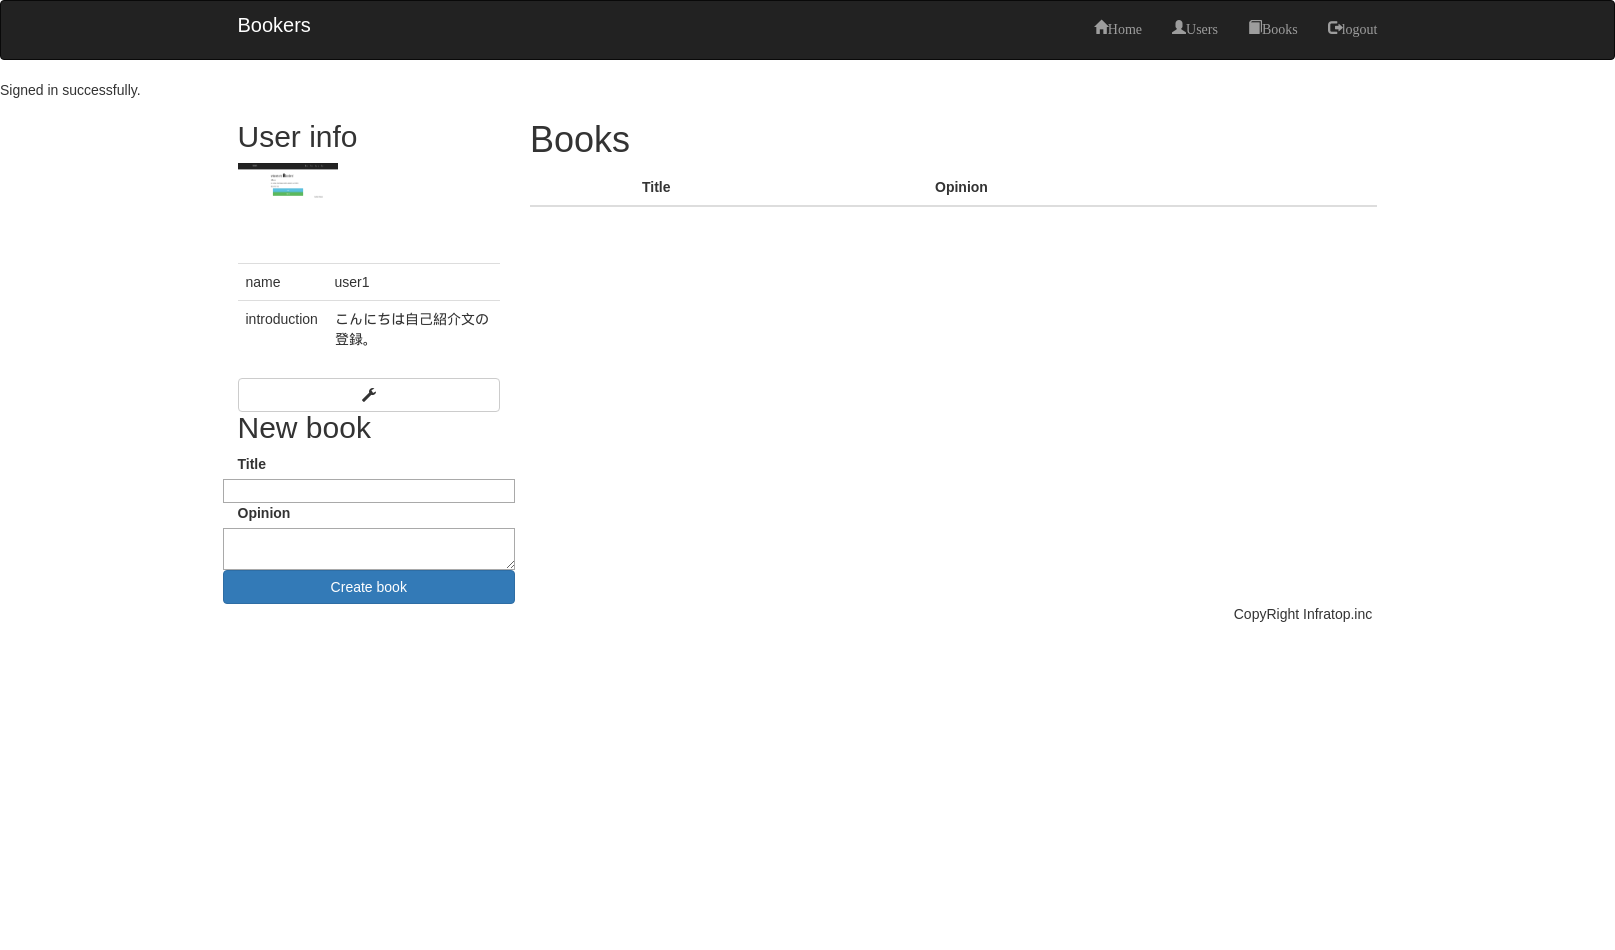 Bookers
Home Users Books logout
Signed in successfully.
User info
name user1
introduction こんにちは自己紹介文の
登録。
New book
Title
Opinion
Create book
Books
Title Opinion
CopyRight Infratop.inc